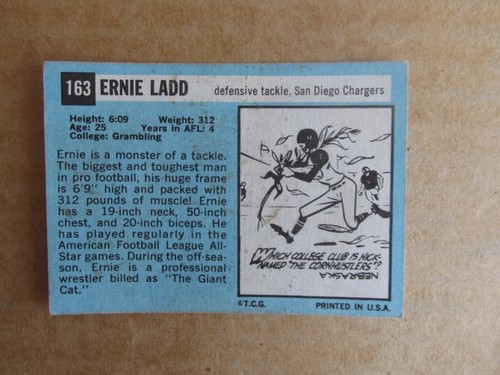 163 ERNIE LADD
defensive tackle, San Diego Chargers
Height: 6:09 Weight: 312
Age: 25 Years in AFL: 4
College: Grambling
Ernie is a monster of a tackle.
The biggest and toughest man
in pro football, his huge frame
is 6'9" high and packed with
312 pounds of muscle! Ernie
has a 19-inch neck, 50-inch
chest, and 20-inch biceps. He
has played regularly in the
American Football League All-
Star games. During the off-sea-
son, Ernie is a professional
wrestler billed as "The Giant
Cat."
WHICH COLLEGE CLUB IS NICK-
NAMED "THE CORNHUSTLERS"?
NEBRASKA
©T.C.G.
PRINTED IN U.S.A.